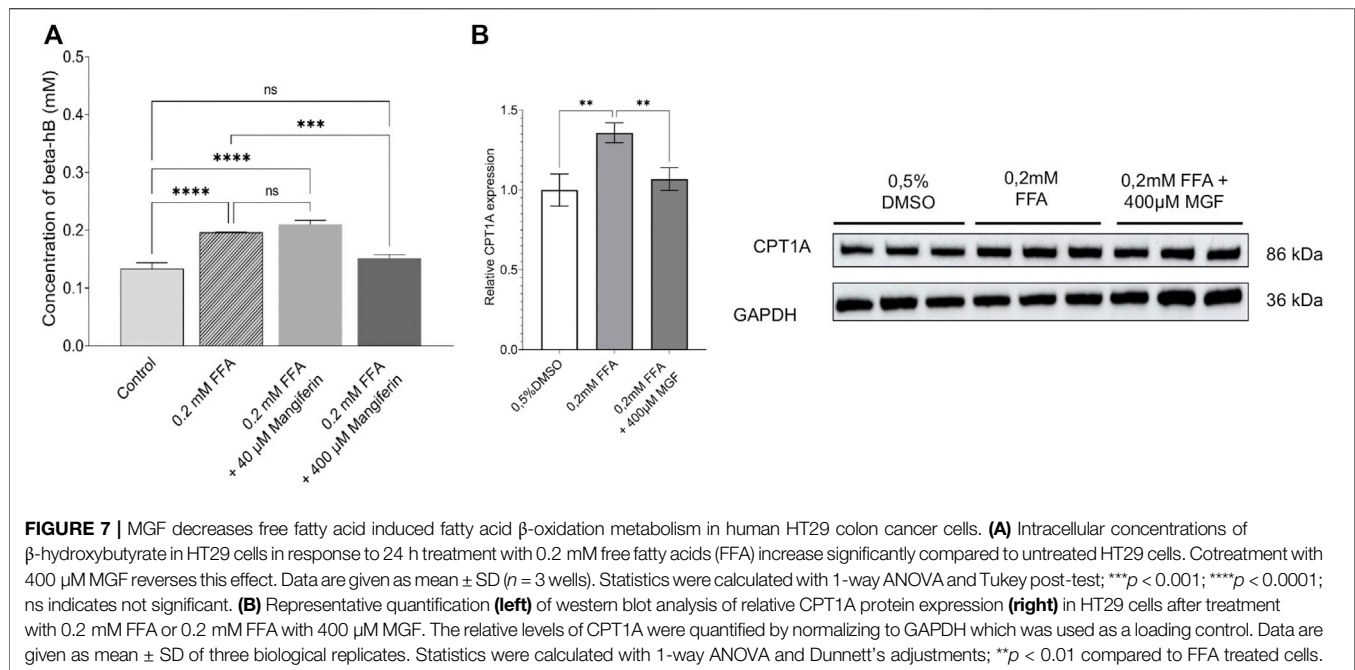 A
Concentration of beta-hB (mM)
0.5
0.4
0.3
0.2
0.1
0.0
ns
***
****
****
ns
Control
0.2 mM FFA
0.2 mM FFA
+ 40 µM Mangiferin
0.2 mM FFA
+ 400 µM Mangiferin
B
Relative CPT1A expression
1.5
1.0
0.5
0.0
**
**
0,5%DMSO
0,2mM FFA
0,2mM FFA
+ 400µM MGF
0,5%
DMSO
0,2mM
FFA
0,2mM FFA +
400µM MGF
CPT1A
86 kDa
GAPDH
36 kDa
FIGURE 7 | MGF decreases free fatty acid induced fatty acid β-oxidation metabolism in human HT29 colon cancer cells. (A) Intracellular concentrations of
β-hydroxybutyrate in HT29 cells in response to 24 h treatment with 0.2 mM free fatty acids (FFA) increase significantly compared to untreated HT29 cells. Cotreatment with
400 µM MGF reverses this effect. Data are given as mean ± SD (n = 3 wells). Statistics were calculated with 1-way ANOVA and Tukey post-test; ***p < 0.001; ****p < 0.0001;
ns indicates not significant. (B) Representative quantification (left) of western blot analysis of relative CPT1A protein expression (right) in HT29 cells after treatment
with 0.2 mM FFA or 0.2 mM FFA with 400 µM MGF. The relative levels of CPT1A were quantified by normalizing to GAPDH which was used as a loading control. Data are
given as mean ± SD of three biological replicates. Statistics were calculated with 1-way ANOVA and Dunnett's adjustments; **p < 0.01 compared to FFA treated cells.